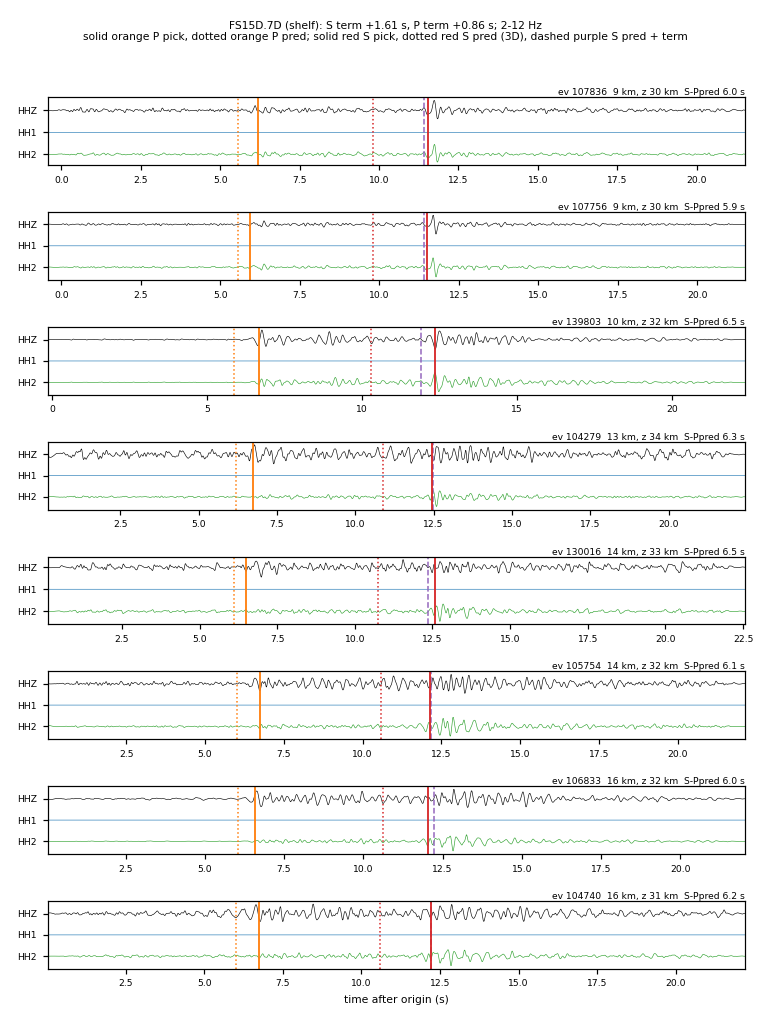 FS15D.7D (shelf): S term +1.61 s, P term +0.86 s; 2-12 Hz
solid orange P pick, dotted orange P pred; solid red S pick, dotted red S pred (3D), dashed purple S pred + term
ev 107836  9 km, z 30 km  S-Ppred 6.0 s
HHZ
HH1
HH2
0.0 2.5 5.0 7.5 10.0 12.5 15.0 17.5 20.0
ev 107756  9 km, z 30 km  S-Ppred 5.9 s
HHZ
HH1
HH2
0.0 2.5 5.0 7.5 10.0 12.5 15.0 17.5 20.0
ev 139803  10 km, z 32 km  S-Ppred 6.5 s
HHZ
HH1
HH2
0 5 10 15 20
ev 104279  13 km, z 34 km  S-Ppred 6.3 s
HHZ
HH1
HH2
2.5 5.0 7.5 10.0 12.5 15.0 17.5 20.0
ev 130016  14 km, z 33 km  S-Ppred 6.5 s
HHZ
HH1
HH2
2.5 5.0 7.5 10.0 12.5 15.0 17.5 20.0 22.5
ev 105754  14 km, z 32 km  S-Ppred 6.1 s
HHZ
HH1
HH2
2.5 5.0 7.5 10.0 12.5 15.0 17.5 20.0
ev 106833  16 km, z 32 km  S-Ppred 6.0 s
HHZ
HH1
HH2
2.5 5.0 7.5 10.0 12.5 15.0 17.5 20.0
ev 104740  16 km, z 31 km  S-Ppred 6.2 s
HHZ
HH1
HH2
2.5 5.0 7.5 10.0 12.5 15.0 17.5 20.0
time after origin (s)